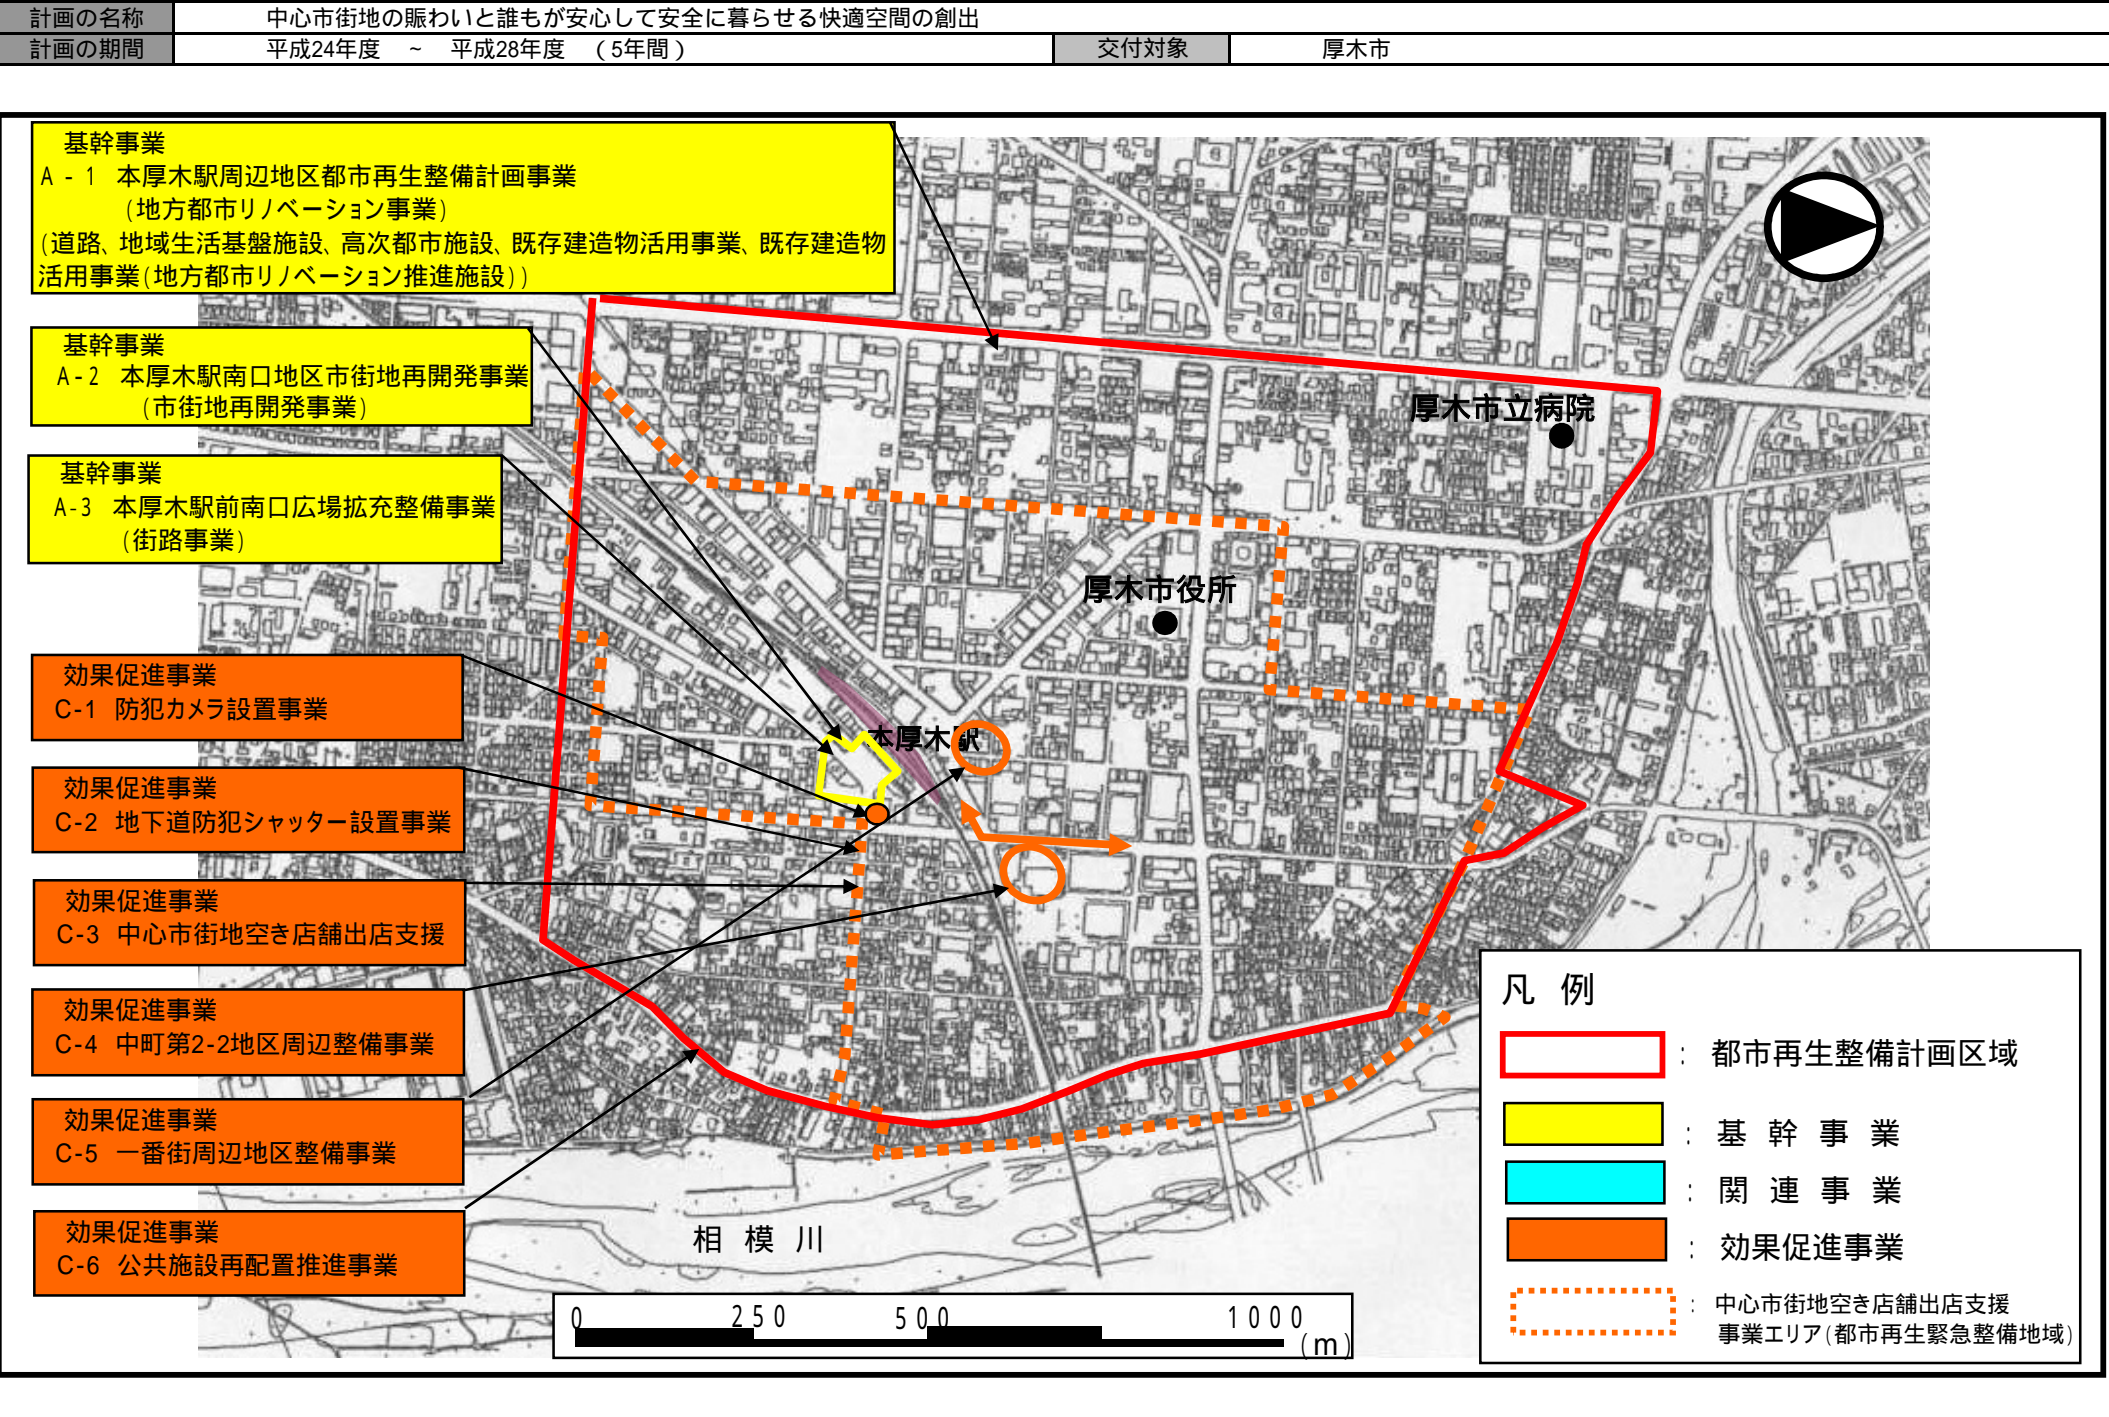 計画の名称 中心市街地の賑わいと誰もが安心して安全に暮らせる快適空間の創出
計画の期間 平成24年度 ~ 平成28年度 (5年間) 交付対象 厚木市
基幹事業
A-1 本厚木駅周辺地区都市再生整備計画事業
(地方都市リノベーション事業)
(道路、地域生活基盤施設、高次都市施設、既存建造物活用事業、既存建造物
活用事業(地方都市リノベーション推進施設))
基幹事業
A-2 本厚木駅南口地区市街地再開発事業
(市街地再開発事業)
基幹事業
A-3 本厚木駅前南口広場拡充整備事業
(街路事業)
効果促進事業
C-1 防犯カメラ設置事業
効果促進事業
C-2 地下道防犯シャッター設置事業
効果促進事業
C-3 中心市街地空き店舗出店支援
効果促進事業
C-4 中町第2-2地区周辺整備事業
効果促進事業
C-5 一番街周辺地区整備事業
効果促進事業
C-6 公共施設再配置推進事業
厚木市立病院
厚木市役所
本厚木駅
相模川
0 250 500 1000
(m)
凡例
: 都市再生整備計画区域
: 基幹事業
: 関連事業
: 効果促進事業
: 中心市街地空き店舗出店支援
事業エリア(都市再生緊急整備地域)